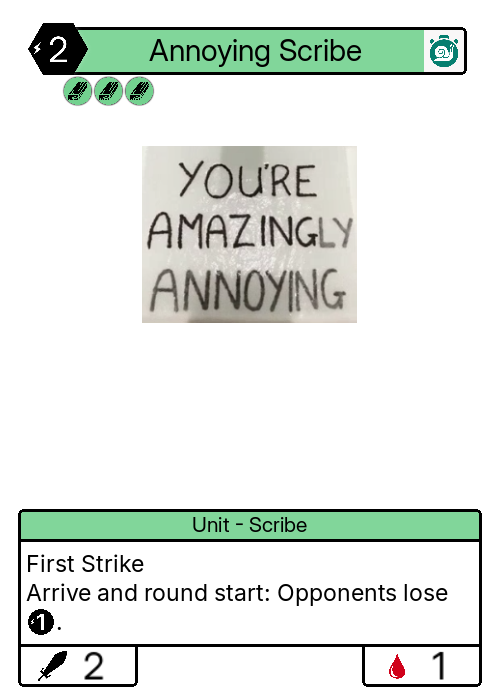 2 Annoying Scribe
YOU'RE
AMAZINGLY
ANNOYING
Unit - Scribe
First Strike
Arrive and round start: Opponents lose
1.
2 1